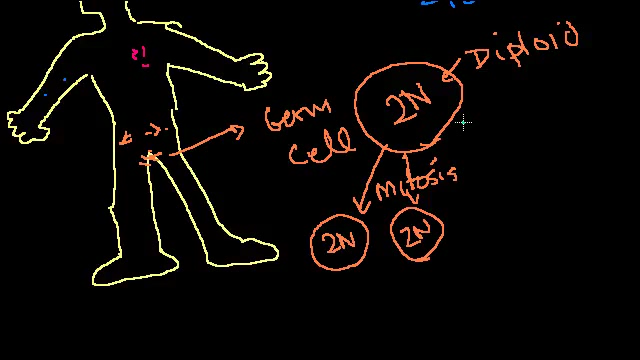 Diploid
2N
Germ
cell
Mitosis
2N
2N